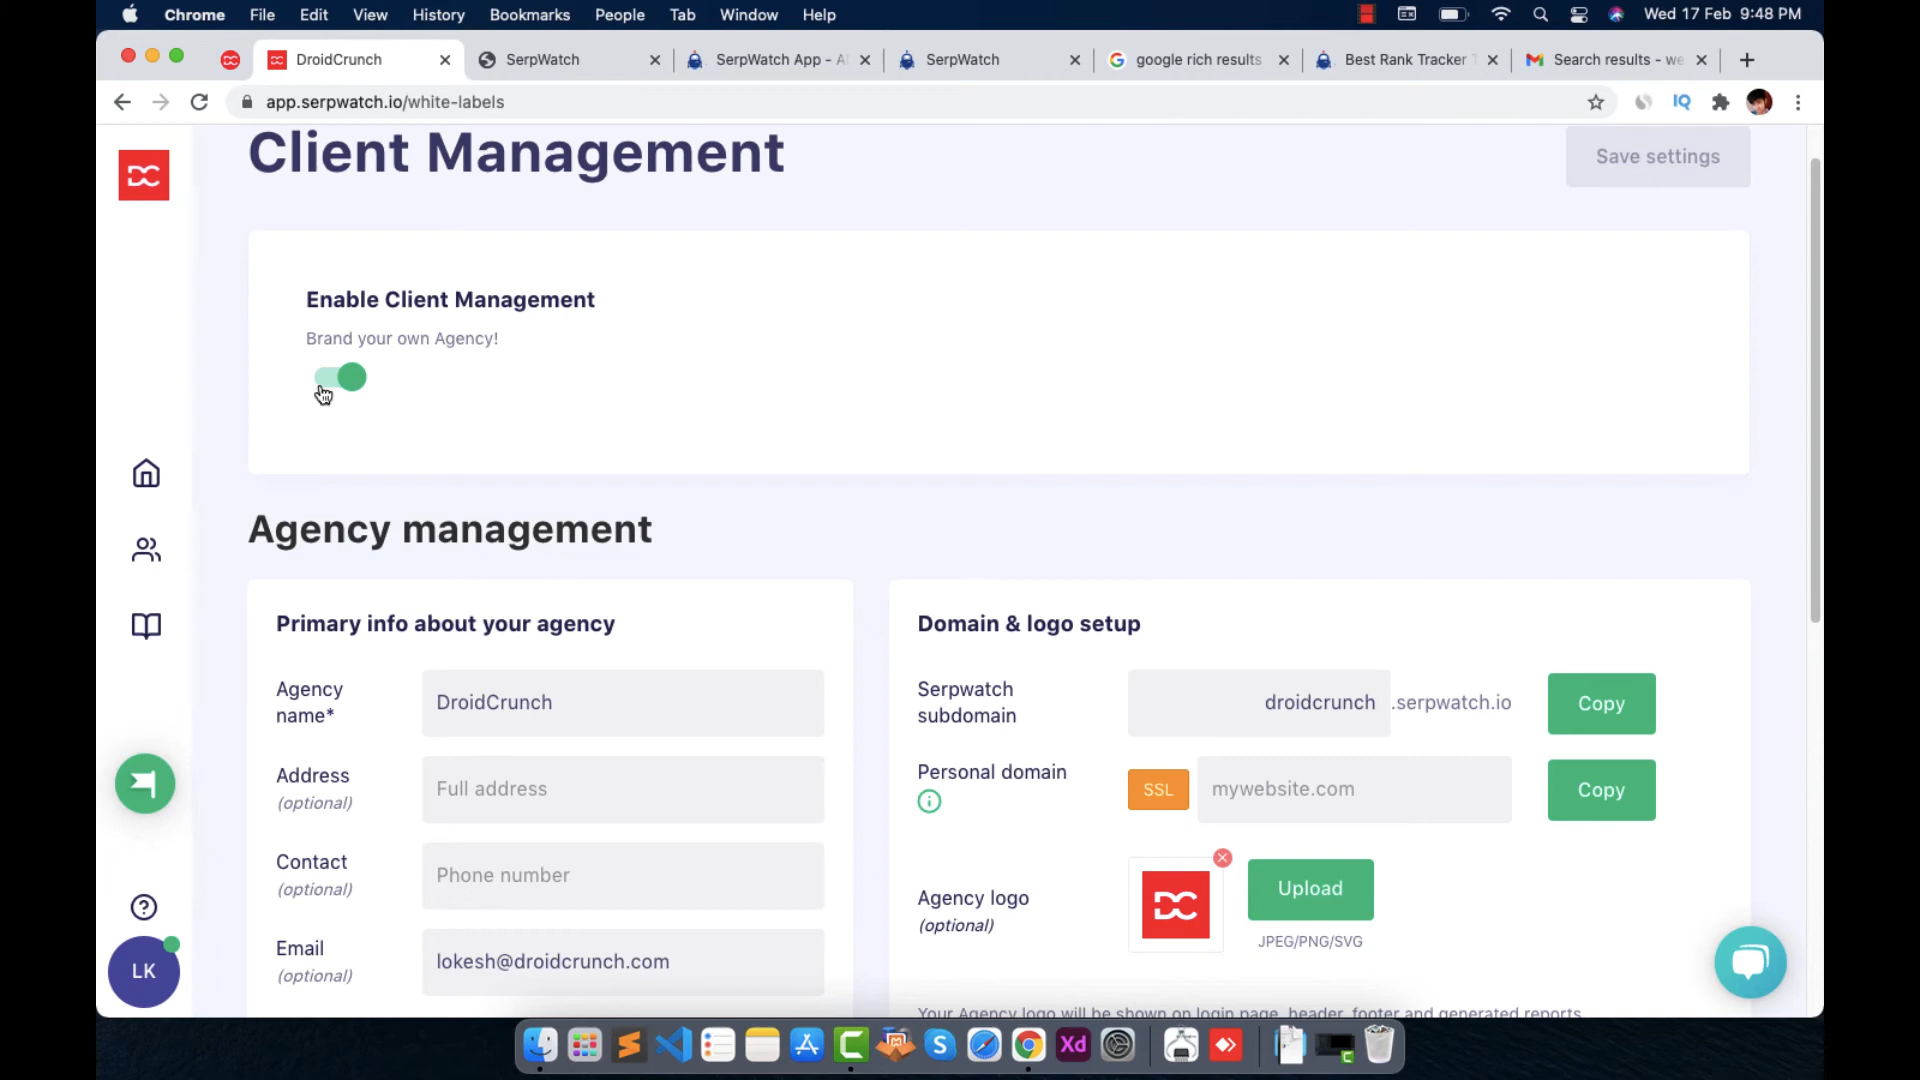 Chrome File Edit View History Bookmarks People Tab Window Help Wed 17 Feb 9:48 PM
DroidCrunch SerpWatch SerpWatch App - A SerpWatch google rich results Best Rank Tracker Search results - we
app.serpwatch.io/white-labels
DC
Client Management
Save settings
Enable Client Management
Brand your own Agency!
Agency management
Primary info about your agency
Agency name*
DroidCrunch
Address
(optional)
Full address
Contact
(optional)
Phone number
Email
(optional)
lokesh@droidcrunch.com
Domain & logo setup
Serpwatch subdomain
droidcrunch .serpwatch.io
Copy
Personal domain
SSL
mywebsite.com
Copy
Agency logo
(optional)
DC
Upload
JPEG/PNG/SVG
Your Agency logo will be shown on login page, header, footer and generated reports
LK
Xd